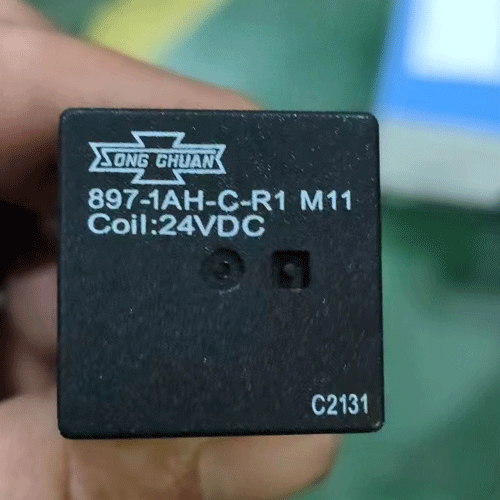 SONG CHUAN
897-1AH-C-R1 M11
Coil:24VDC
C2131